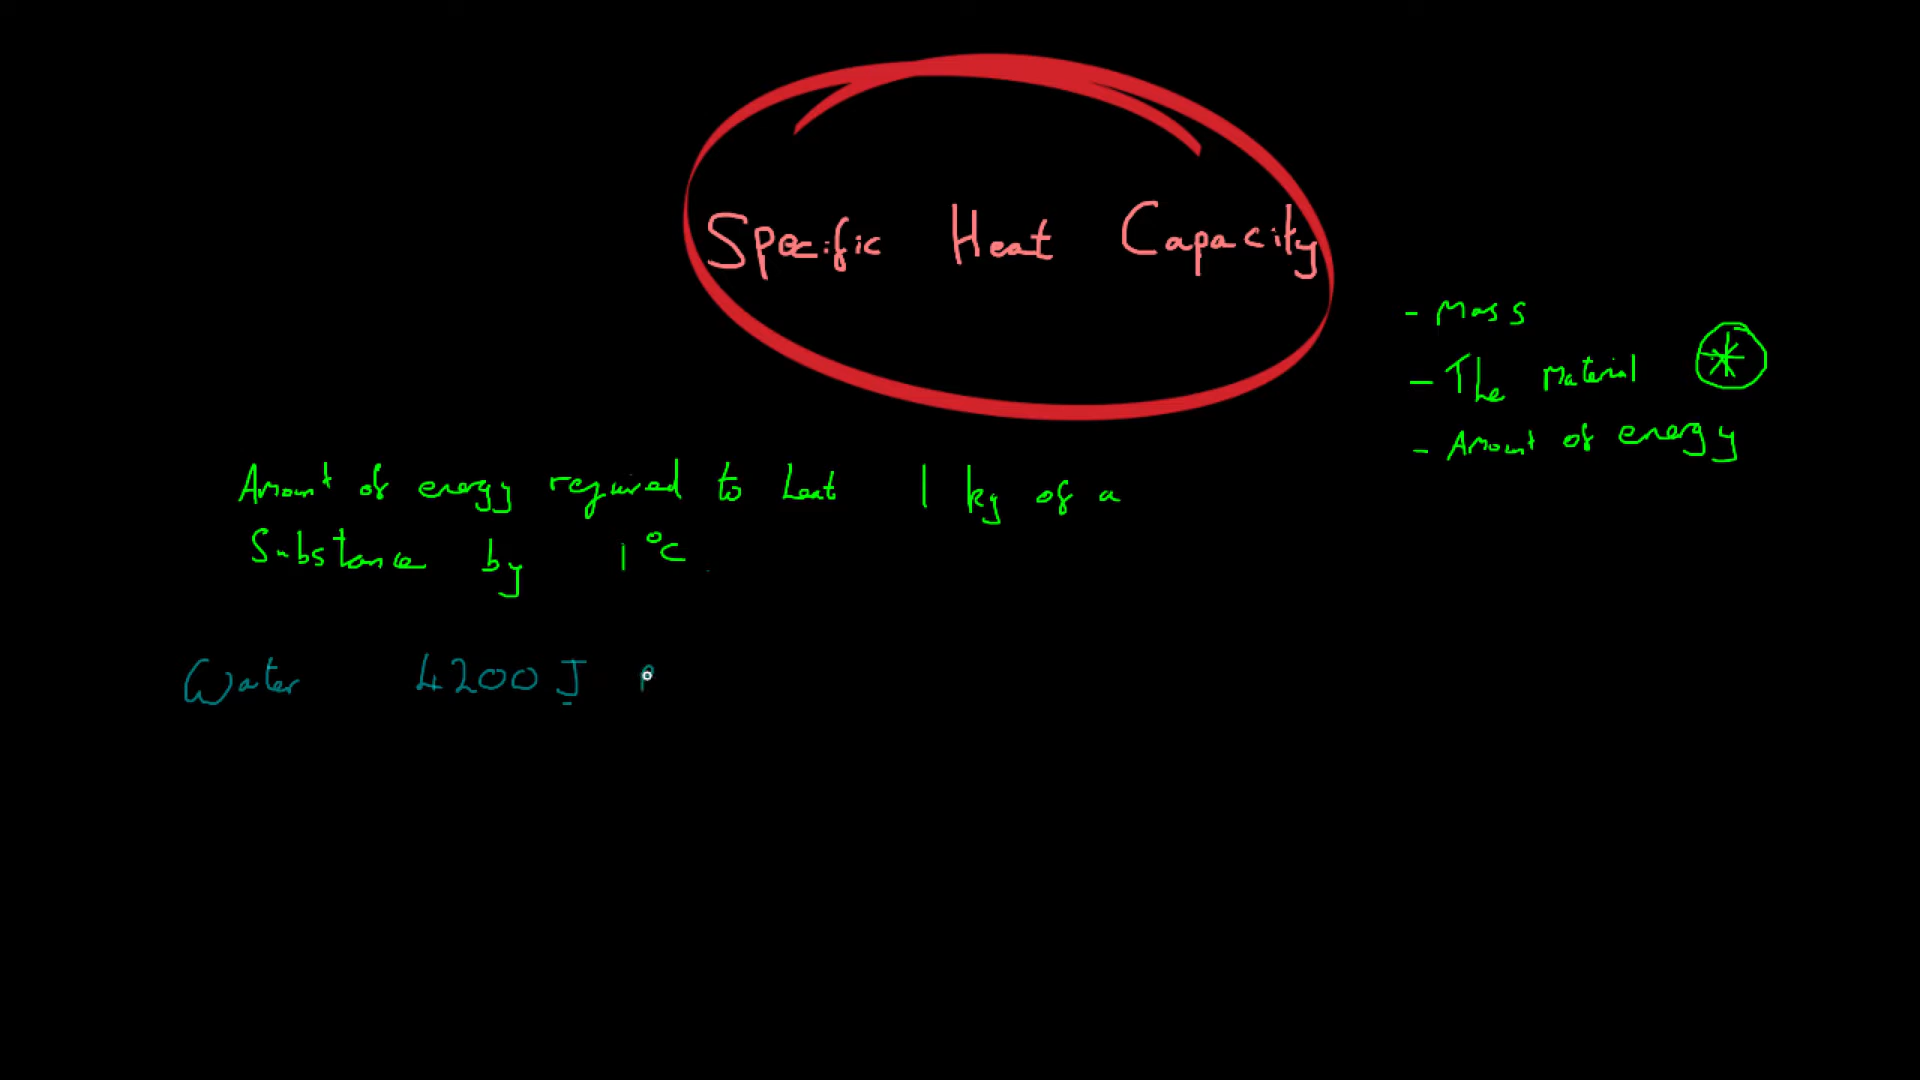 Specific Heat Capacity
- Mass
- The Material
- Amount of energy
Amount of energy required to heat 1 kg of a
Substance by 1°C
Water 4200 J P